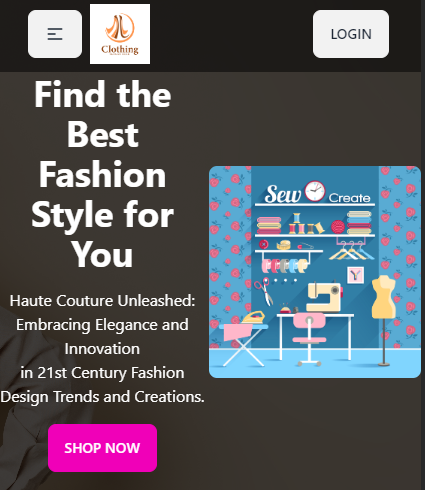 Clothing
LOGIN
Find the
Best
Fashion
Style for
You
Haute Couture Unleashed:
Embracing Elegance and
Innovation
in 21st Century Fashion
Design Trends and Creations.
SHOP NOW
Sew Create
Y